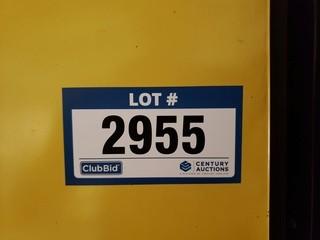 LOT #
2955
ClubBid
CENTURY
AUCTIONS